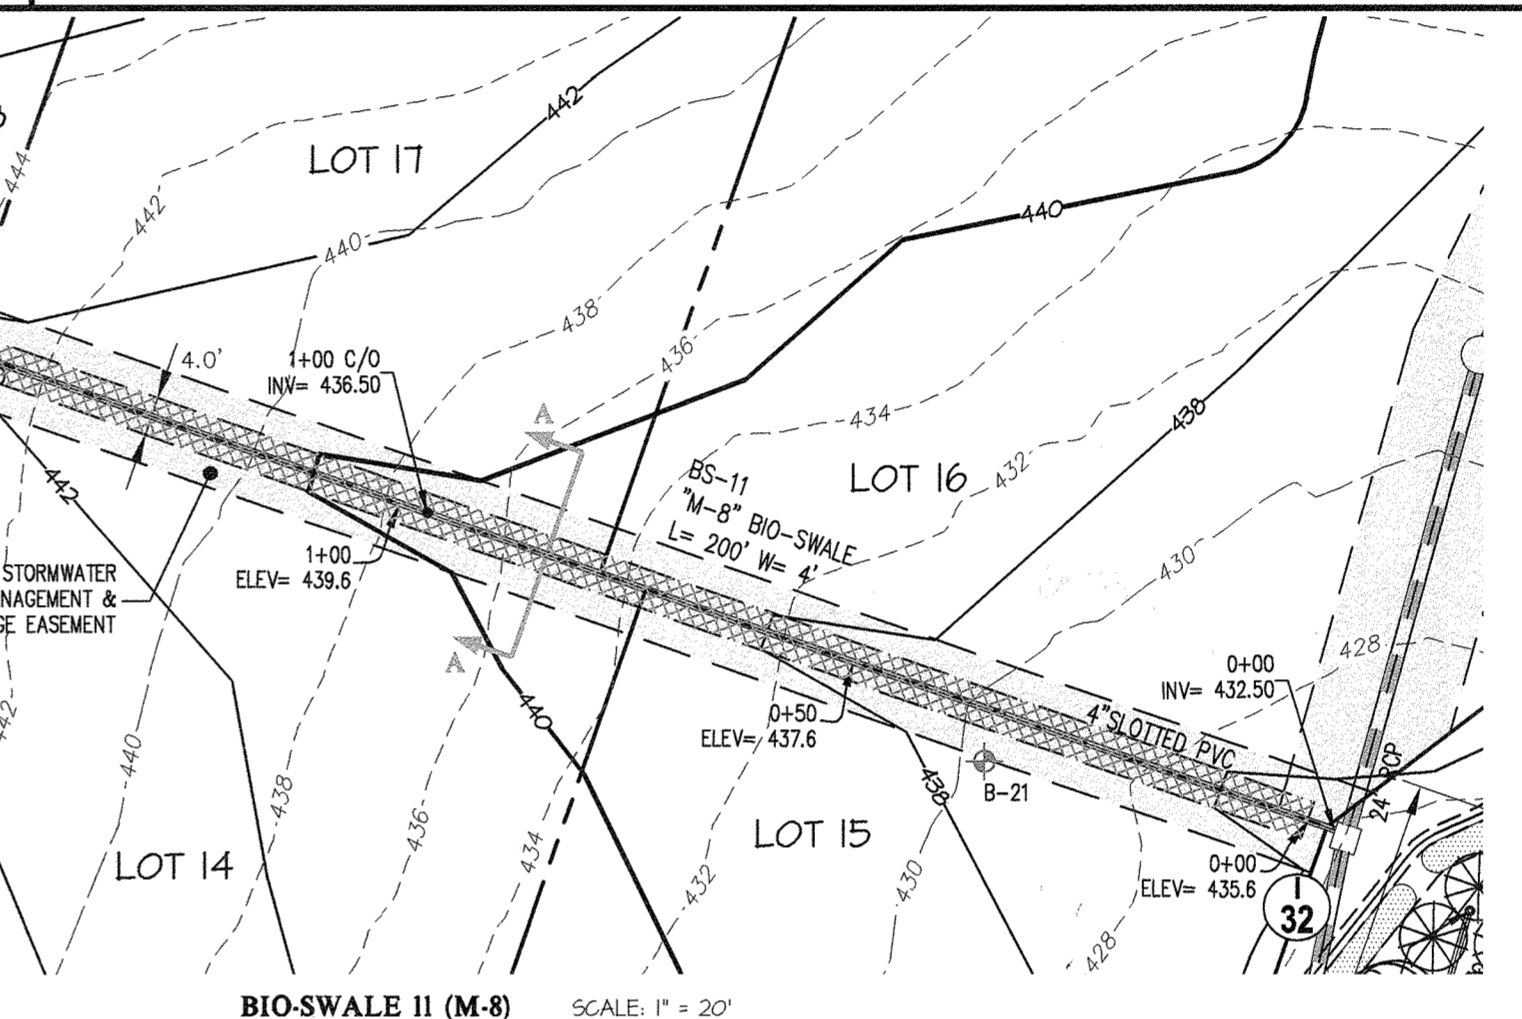 442
LOT 17
444
442
440
438
440
4.0'
1+00 C/O
INV= 436.50
436
A
434
438
BS-11
"M-8" BIO-SWALE
L= 200' W= 4'
LOT 16
432
442
1+00
ELEV= 439.6
430
STORMWATER
NAGEMENT &
GE EASEMENT
A
428
0+00
INV= 432.50
440
0+50
ELEV= 437.6
4" SLOTTED PVC
442
440
438
B-21
438
24" RCP
436
434
LOT 15
LOT 14
432
430
0+00
ELEV= 435.6
1
32
428
BIO-SWALE 11 (M-8)
SCALE: 1" = 20'